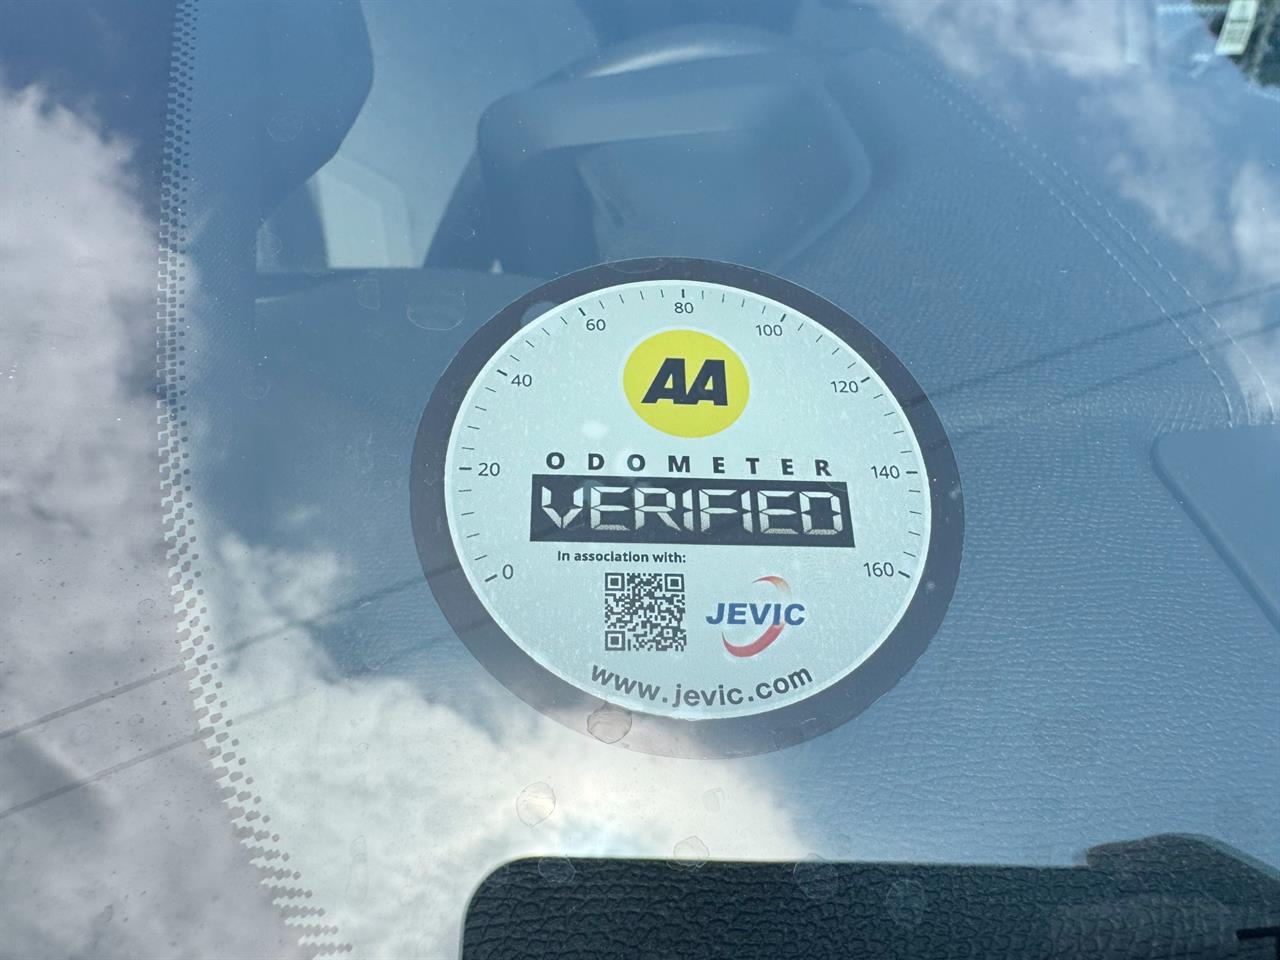 80
60
100
40
120
20
140
0
160
AA
ODOMETER
VERIFIED
In association with:
JEVIC
www.jevic.com